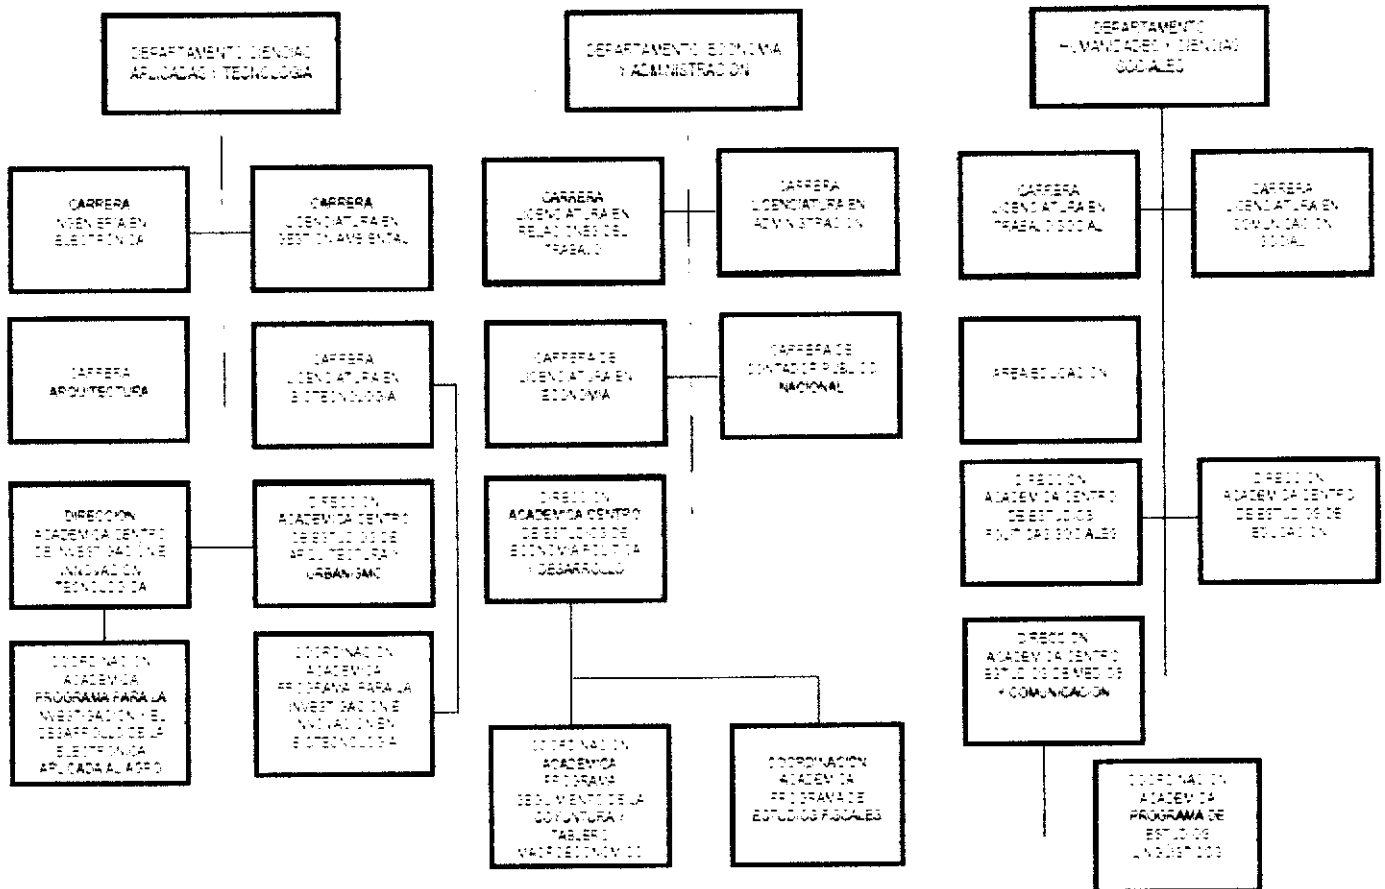 DEPARTAMENTO CIENCIAS
APLICADAS Y TECNOLOGIA
DEPARTAMENTO ECONOMIA
Y ADMINISTRACION
DEPARTAMENTO
HUMANIDADES Y CIENCIAS
SOCIALES
CARRERA
INGENIERIA EN
ELECTRONICA
CARRERA
LICENCIATURA EN
GESTION AMBIENTAL
CARRERA
LICENCIATURA EN
RELACIONES DEL
TRABAJO
CARRERA
LICENCIATURA EN
ADMINISTRACION
CARRERA
LICENCIATURA EN
TRABAJO SOCIAL
CARRERA
LICENCIATURA EN
COMUNICACION
SOCIAL
CARRERA
ARQUITECTURA
CARRERA
LICENCIATURA EN
BIOTECNOLOGIA
CARRERA DE
LICENCIATURA EN
ECONOMIA
CARRERA DE
CONTADOR PUBLICO
NACIONAL
AREA EDUCACION
DIRECCION
ACADEMICA CENTRO
DE INVESTIGACION E
INNOVACION
TECNOLOGICA
DIRECCION
ACADEMICA CENTRO
DE ESTUDIOS DE
ARQUITECTURA Y
URBANISMO
DIRECCION
ACADEMICA CENTRO
DE ESTUDIOS DE
ECONOMIA POLITICA
Y DESARROLLO
DIRECCION
ACADEMICA CENTRO
DE ESTUDIOS
POLITICAS SOCIALES
DIRECCION
ACADEMICA CENTRO
DE ESTUDIOS DE
EDUCACION
COORDINACION
ACADEMICA
PROGRAMA PARA LA
INVESTIGACION Y EL
DESARROLLO DE LA
ELECTRONICA
APLICADA AL AGRO
COORDINACION
ACADEMICA
PROGRAMA PARA LA
INVESTIGACION E
INNOVACION EN
BIOTECNOLOGIA
DIRECCION
ACADEMICA CENTRO
ESTUDIOS DE MEDIOS
Y COMUNICACION
COORDINACION
ACADEMICA
PROGRAMA
SEGUIMIENTO DE LA
COYUNTURA Y
TABLERO
MACROECONOMICO
COORDINACION
ACADEMICA
PROGRAMA DE
ESTUDIOS FISCALES
COORDINACION
ACADEMICA
PROGRAMA DE
ESTUDIOS
LINGÜISTICOS